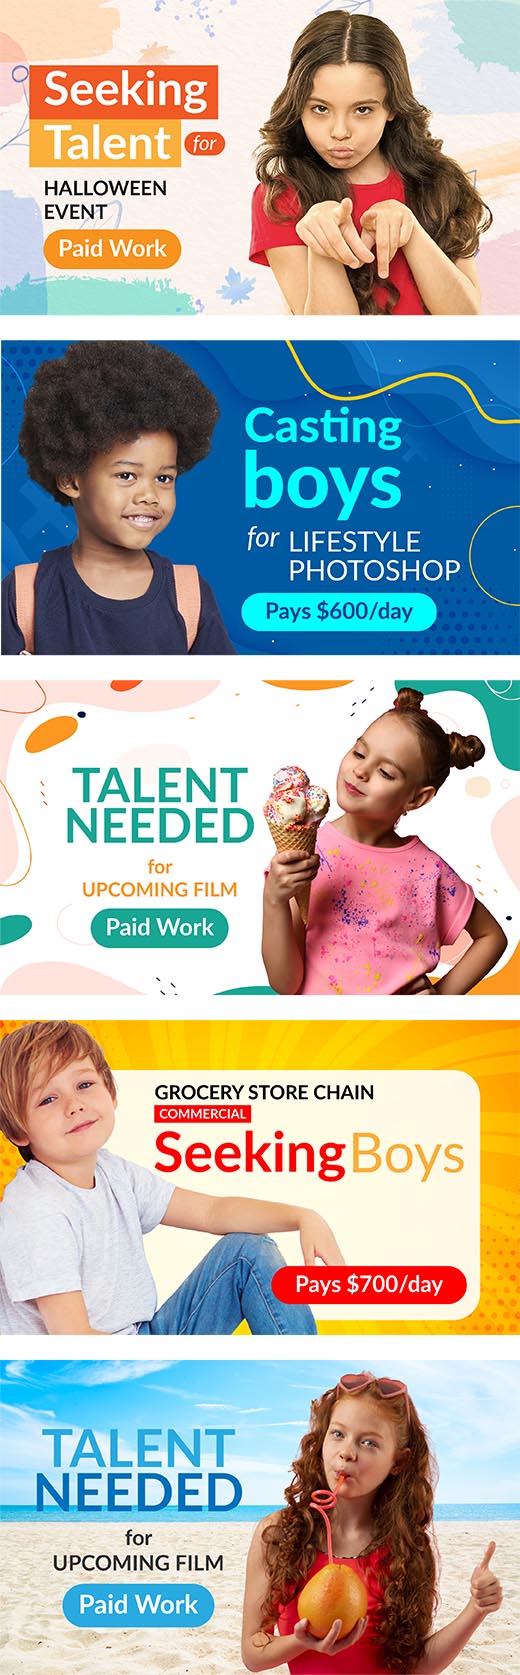 Seeking
Talent for
HALLOWEEN
EVENT
Paid Work
Casting
boys
for LIFESTYLE
PHOTOSHOP
Pays $600/day
TALENT
NEEDED
for
UPCOMING FILM
Paid Work
GROCERY STORE CHAIN
COMMERCIAL
Seeking Boys
Pays $700/day
TALENT
NEEDED
for
UPCOMING FILM
Paid Work